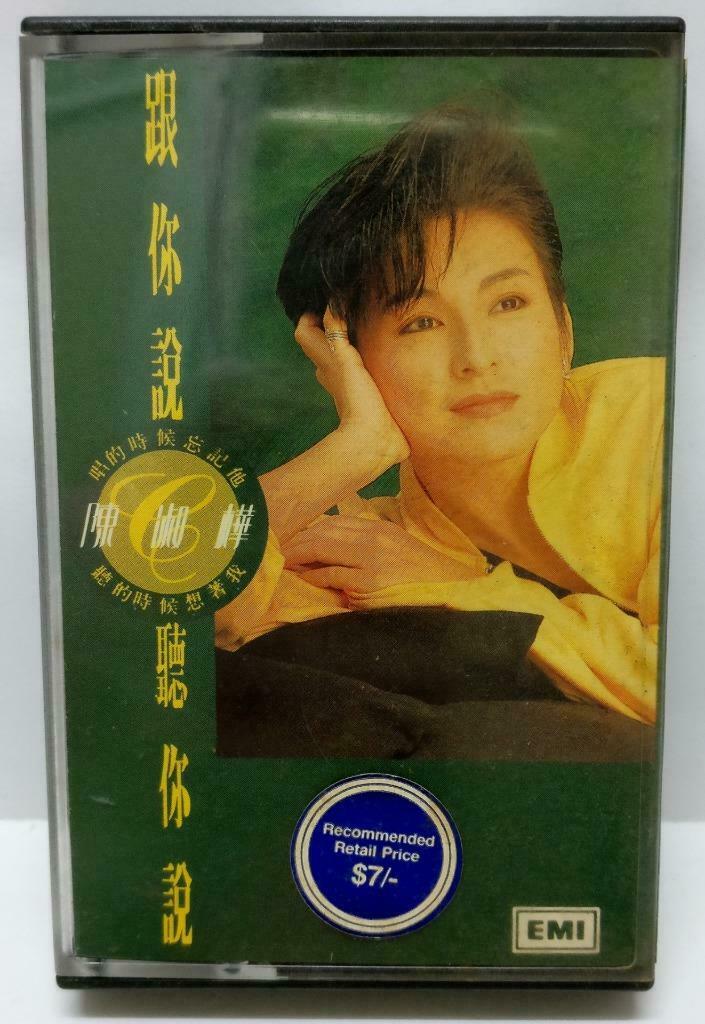 跟你說
唱的時候忘記他
陳淑樺
聽的時候想著我
聽你說
Recommended
Retail Price
$7/-
EMI